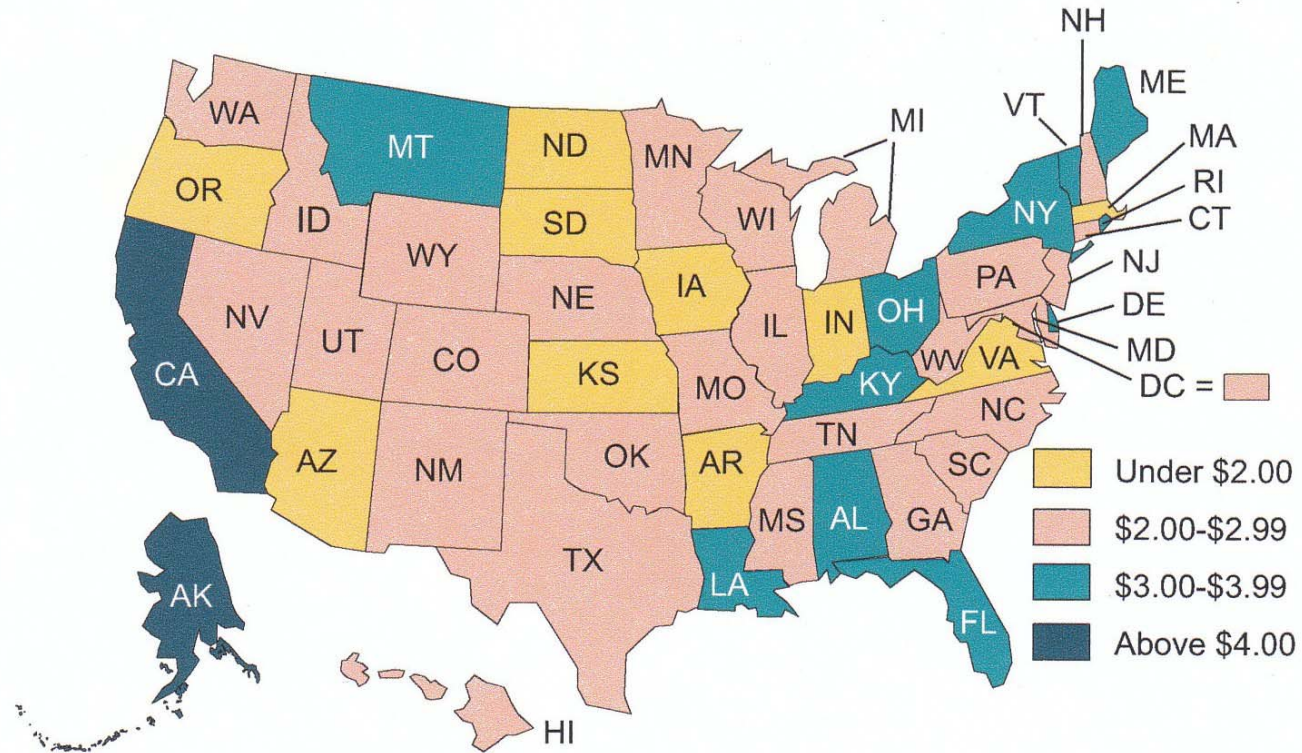 NH
ME
WA
VT
MI
MT
ND
MN
MA
OR
RI
ID
SD
WI
NY
CT
WY
IA
PA
NJ
NE
NV
IL
IN
OH
DE
UT
CO
WV
VA
MD
CA
KS
MO
KY
DC =
NC
TN
AZ
NM
OK
AR
SC
Under $2.00
MS
AL
GA
$2.00-$2.99
TX
LA
$3.00-$3.99
AK
FL
Above $4.00
HI